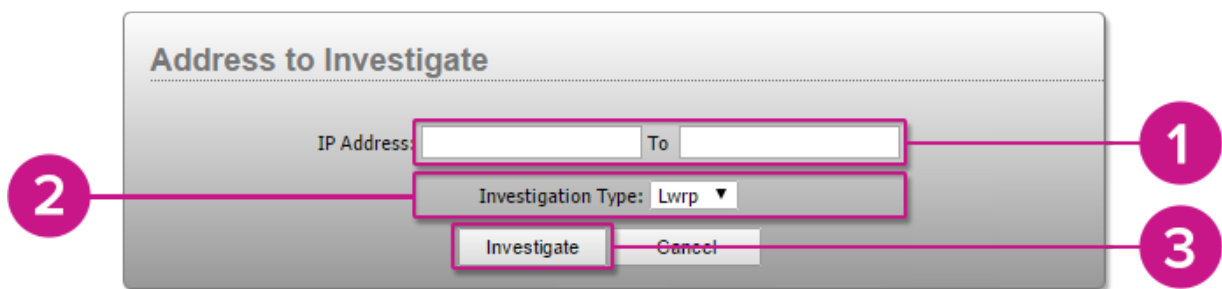 Address to Investigate
IP Address: To
1
2
Investigation Type: Lwrp ▼
Investigate Cancel
3